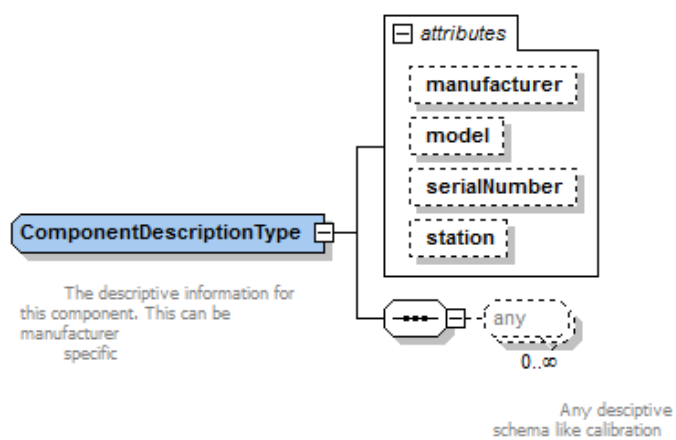 attributes
manufacturer
model
serialNumber
station
ComponentDescriptionType
The descriptive information for
this component. This can be
manufacturer
specific
any
0..∞
Any desciptive
schema like calibration